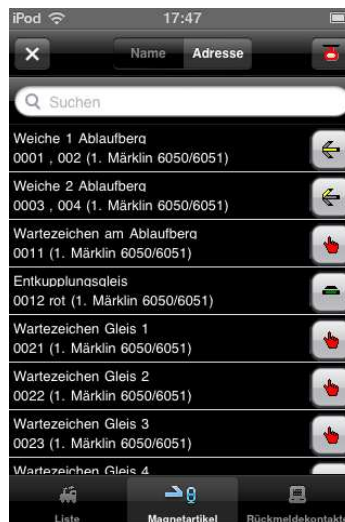 iPod 17:47
Name Adresse
Suchen
Weiche 1 Ablaufberg
0001 , 002 (1. Märklin 6050/6051)
Weiche 2 Ablaufberg
0003 , 004 (1. Märklin 6050/6051)
Wartezeichen am Ablaufberg
0011 (1. Märklin 6050/6051)
Entkupplungsgleis
0012 rot (1. Märklin 6050/6051)
Wartezeichen Gleis 1
0021 (1. Märklin 6050/6051)
Wartezeichen Gleis 2
0022 (1. Märklin 6050/6051)
Wartezeichen Gleis 3
0023 (1. Märklin 6050/6051)
Wartezeichen Gleis 4
Liste Magnetartikel Rückmeldekontakte